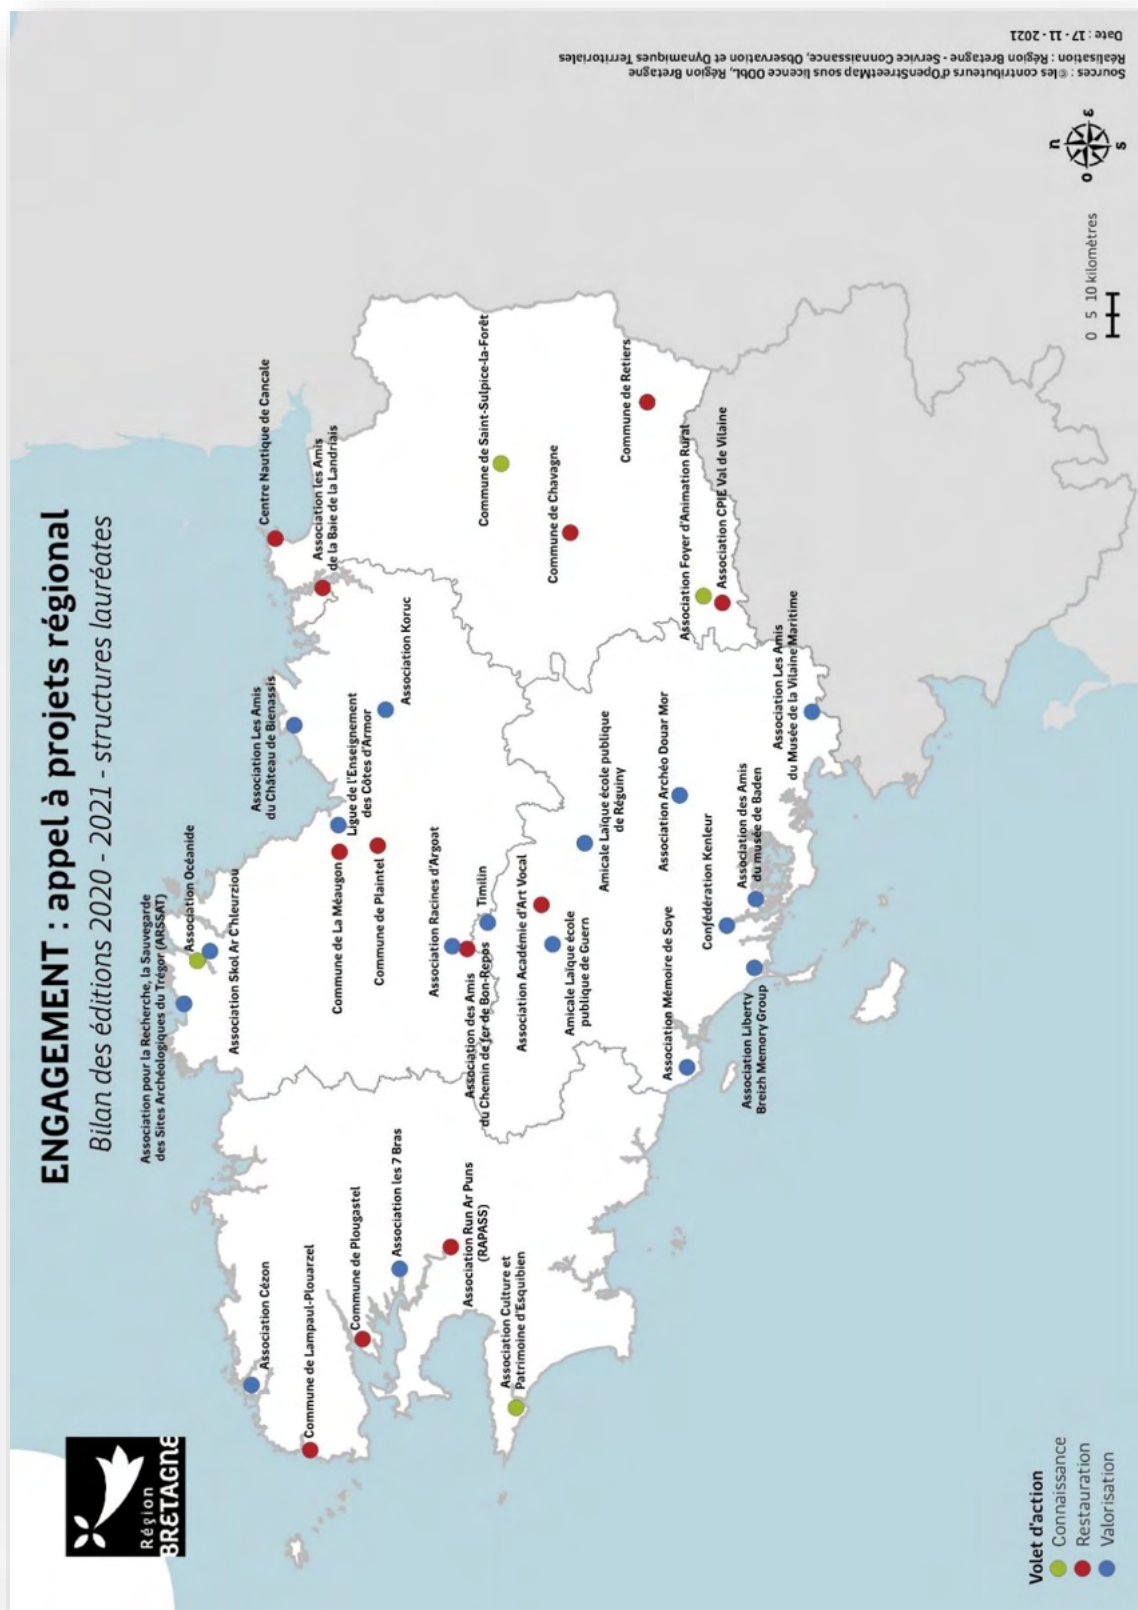 ENGAGEMENT : appel à projets régional
Bilan des éditions 2020 - 2021 - structures lauréates
Région
BRETAGNE
Association pour la Recherche, la Sauvegarde
des Sites Archéologiques du Trégor (ARSSAT)
Association Océanide
Association Skol Ar C'hleurziou
Association Les Amis
du Château de Bienassis
Centre Nautique de Cancale
Association les Amis
de la Baie de la Landriais
Association Cézon
Commune de Lampaul-Plouarzel
Commune de Plougastel
Association les 7 Bras
Association Run Ar Puns
(RAPASS)
Association Culture et
Patrimoine d'Esquibien
Commune de La Méaugon
Ligue de l'Enseignement
des Côtes d'Armor
Commune de Plaintel
Association Koruc
Association Racines d'Argoat
Association des Amis
du Chemin de fer de Bon-Repos
Timilin
Commune de Saint-Sulpice-la-Forêt
Commune de Chavagne
Commune de Retiers
Association Académie d'Art Vocal
Amicale Laïque école
publique de Guern
Amicale Laïque école publique
de Réguiny
Association Mémoire de Soye
Association Archéo Douar Mor
Association Foyer d'Animation Rural
Association CPIE Val de Vilaine
Confédération Kenleur
Association des Amis
du musée de Baden
Association Les Amis
du Musée de la Vilaine Maritime
Association Liberty
Breizh Memory Group
Volet d'action
Connaissance
Restauration
Valorisation
0 5 10 kilomètres
n
o
ε
s
Sources : © les contributeurs d'OpenStreetMap sous licence ODbL, Région Bretagne
Réalisation : Région Bretagne - Service Connaissance, Observation et Dynamiques Territoriales
Date : 17 - 11 - 2021